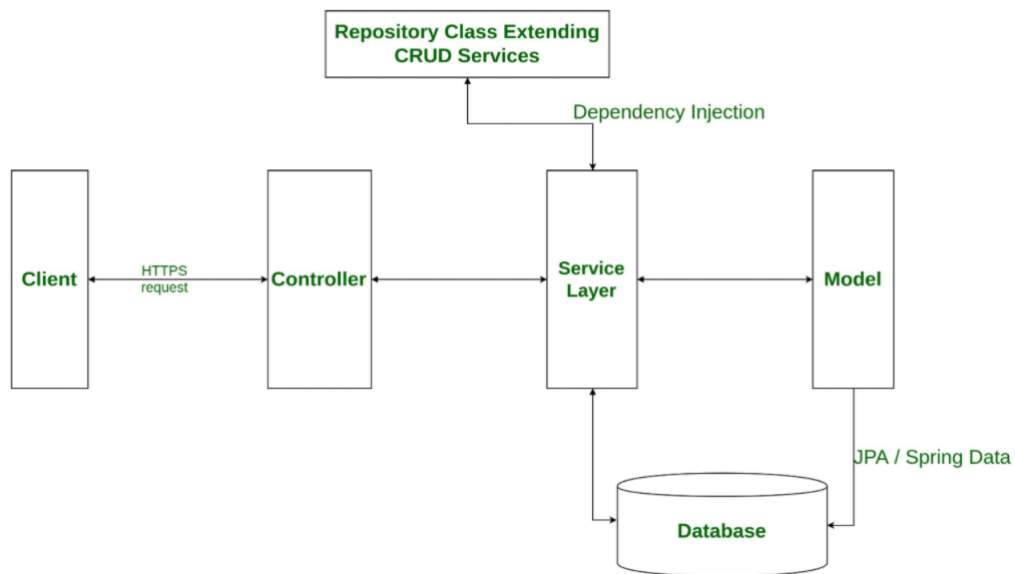 Repository Class Extending
CRUD Services
Dependency Injection
Client
HTTPS
request
Controller
Service
Layer
Model
JPA / Spring Data
Database